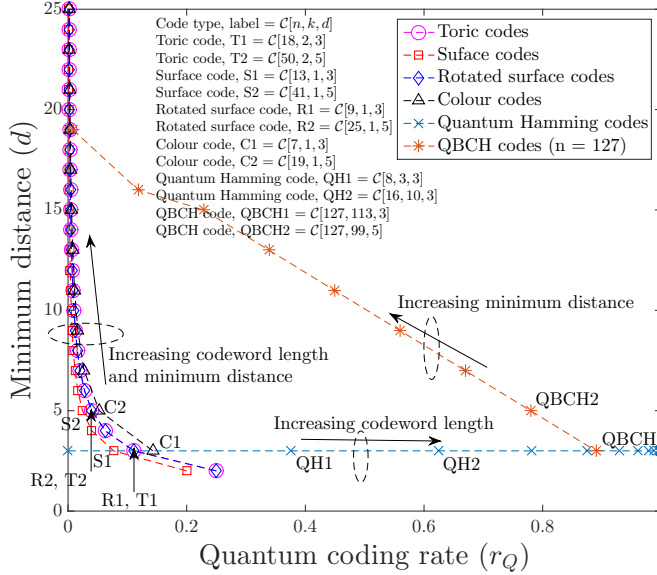 Code type, label = C[n, k, d]
Toric code, T1 = C[18, 2, 3]
Toric code, T2 = C[50, 2, 5]
Surface code, S1 = C[13, 1, 3]
Surface code, S2 = C[41, 1, 5]
Rotated surface code, R1 = C[9, 1, 3]
Rotated surface code, R2 = C[25, 1, 5]
Colour code, C1 = C[7, 1, 3]
Colour code, C2 = C[19, 1, 5]
Quantum Hamming code, QH1 = C[8, 3, 3]
Quantum Hamming code, QH2 = C[16, 10, 3]
QBCH code, QBCH1 = C[127, 113, 3]
QBCH code, QBCH2 = C[127, 99, 5]
Toric codes
Suface codes
Rotated surface codes
Colour codes
Quantum Hamming codes
QBCH codes (n = 127)
Minimum distance (d)
25
20
15
10
5
0
Increasing minimum distance
Increasing codeword length
and minimum distance
QBCH2
S2
C2
Increasing codeword length
S1
C1
QBCH
R2, T2
R1, T1
QH1
QH2
0
0.2
0.4
0.6
0.8
Quantum coding rate (rQ)